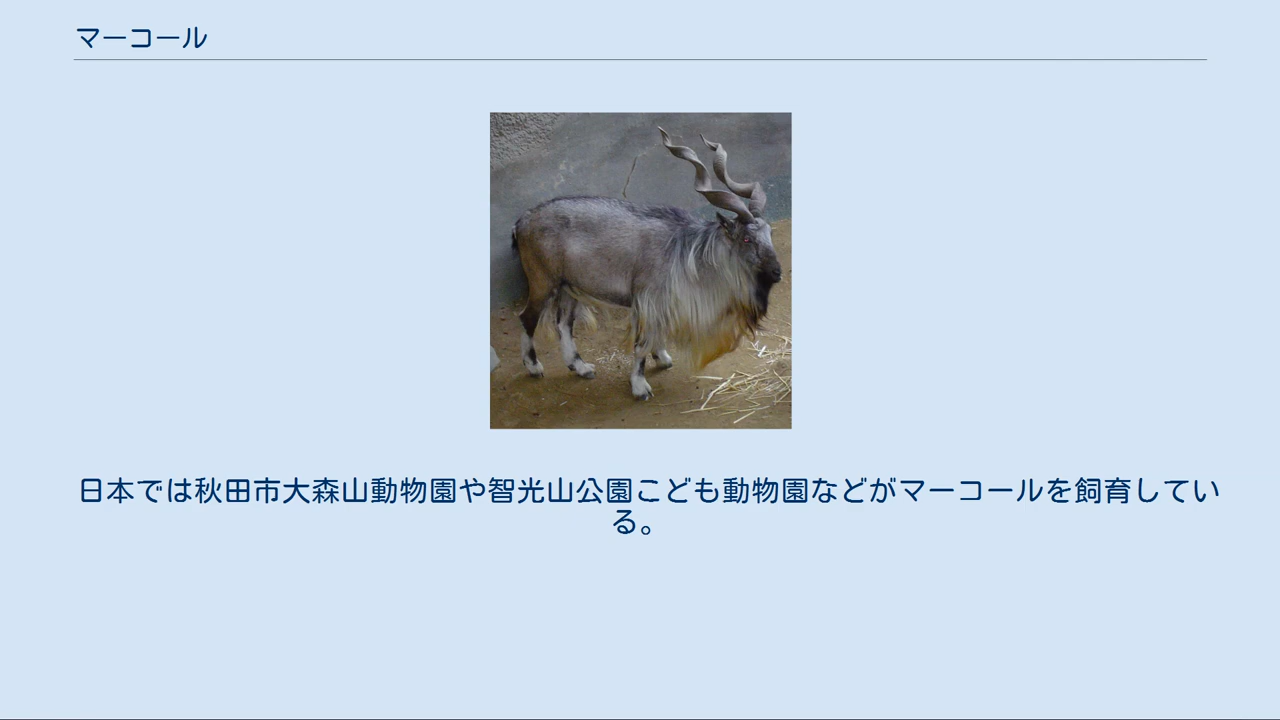 マーコール
日本では秋田市大森山動物園や智光山公園こども動物園などがマーコールを飼育してい
る。